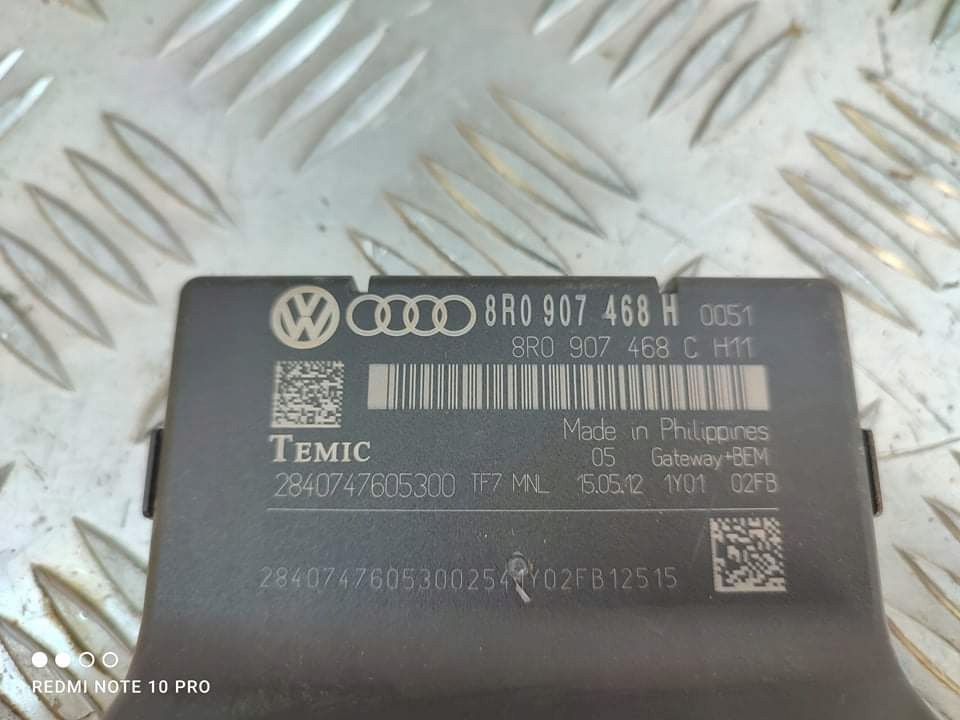 8R0 907 468 H 0051
8R0 907 468 C H11
Made in Philippines
TEMIC 05 Gateway+BEM
2840747605300 TF7 MNL 15.05.12 1Y01 02FB
REDMI NOTE 10 PRO